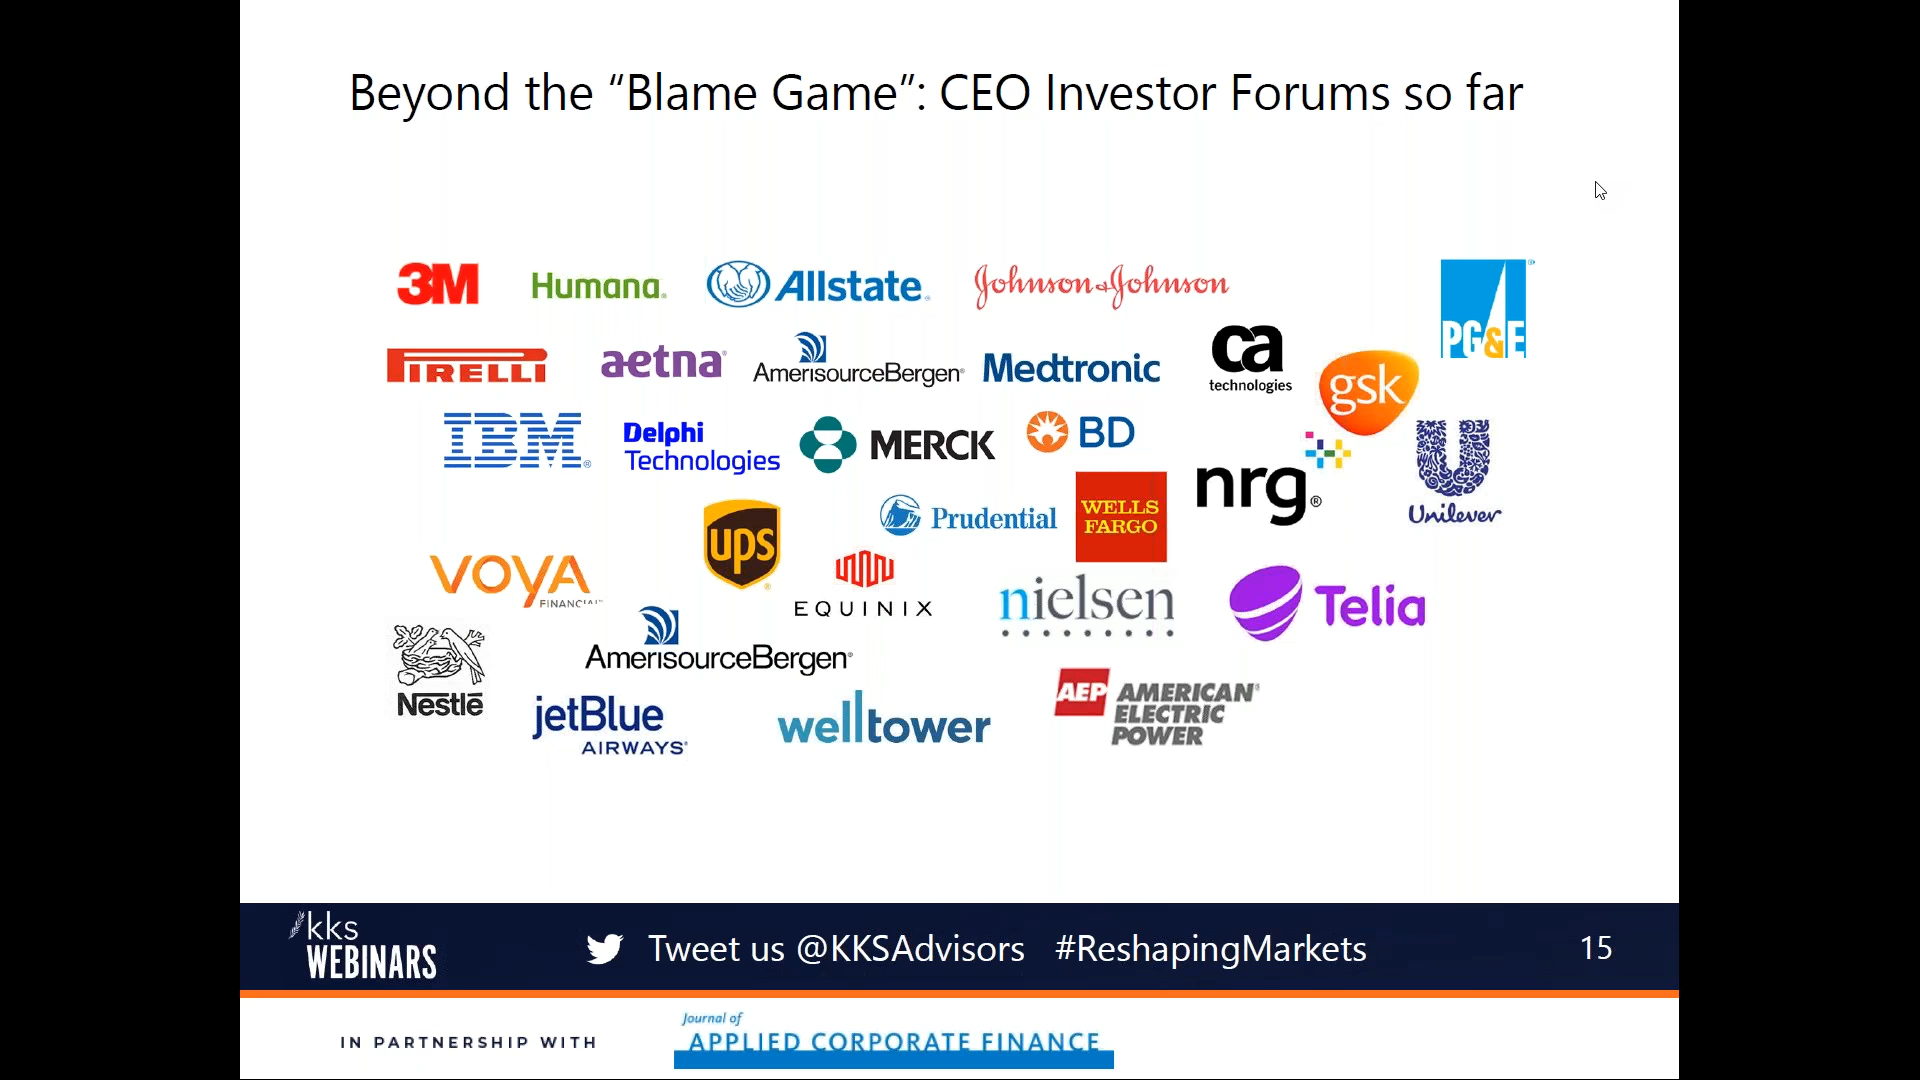 Beyond the “Blame Game”: CEO Investor Forums so far
3M
Humana®
Allstate®
Johnson & Johnson
PG&E®
PIRELLI
aetna®
AmerisourceBergen®
Medtronic
ca
technologies
gsk
IBM®
Delphi
Technologies
MERCK
BD
nrg®
Unilever
ups®
Prudential
WELLS
FARGO
VOYA
FINANCIAL™
EQUINIX
nielsen
Telia
Nestlé
AmerisourceBergen®
jetBlue
AIRWAYS®
welltower
AEP AMERICAN®
ELECTRIC
POWER
kks
WEBINARS
Tweet us @KKSAdvisors #ReshapingMarkets
15
IN PARTNERSHIP WITH
Journal of
APPLIED CORPORATE FINANCE